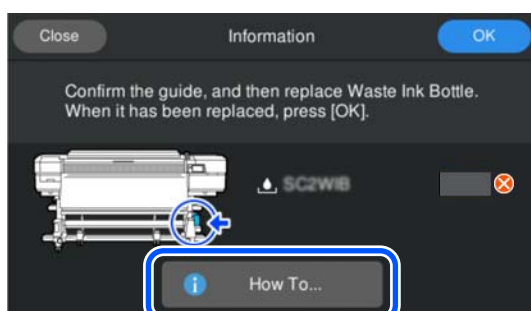 Close
Information
OK
Confirm the guide, and then replace Waste Ink Bottle.
When it has been replaced, press [OK].
SC2WIB
How To...